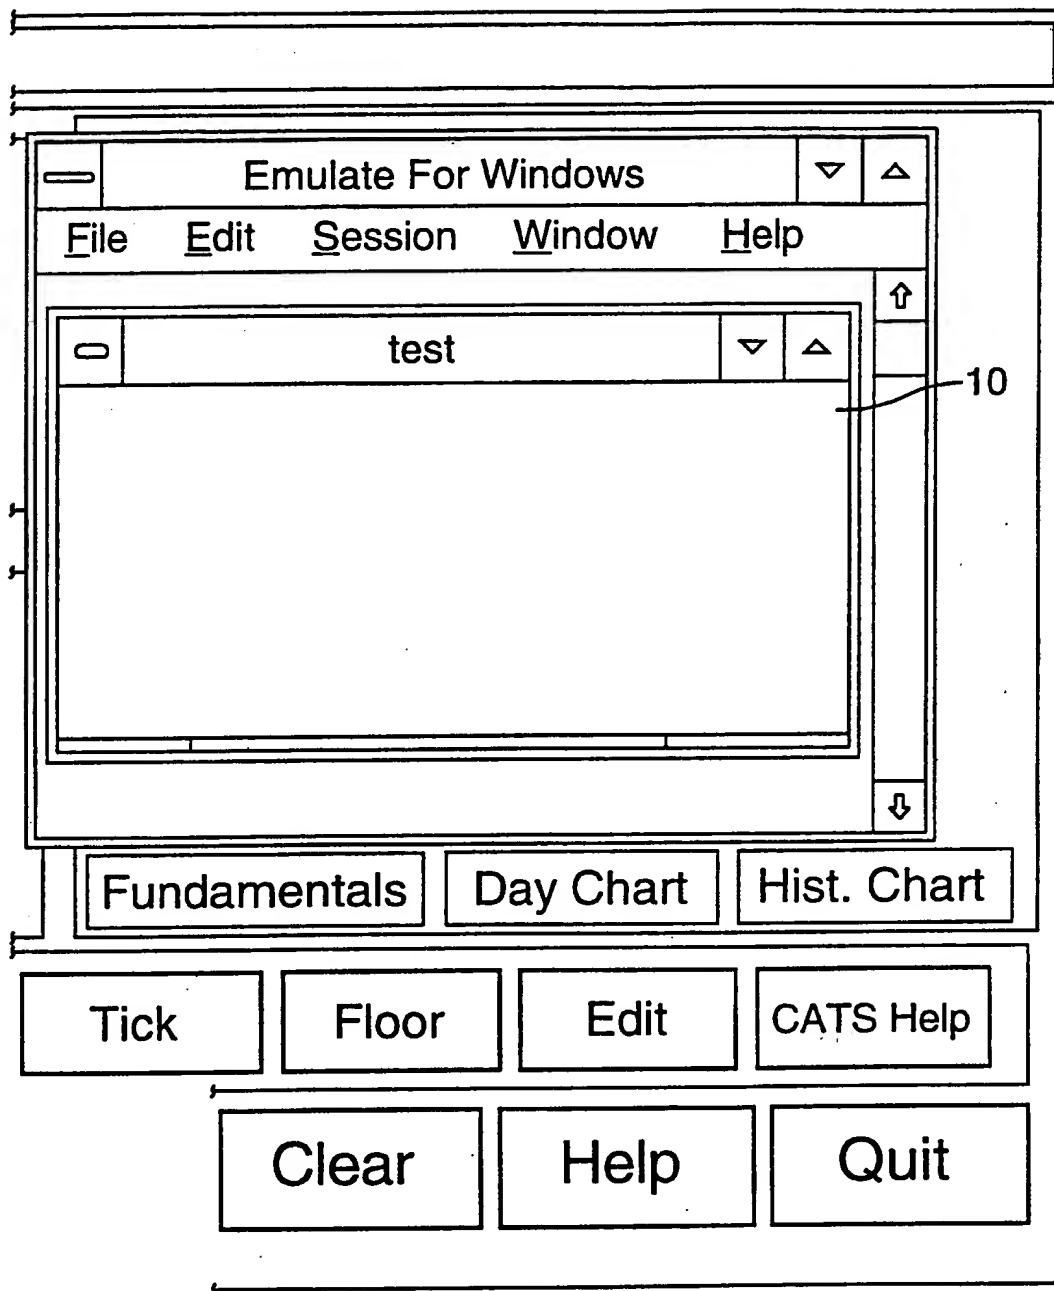 Emulate For Windows
File Edit Session Window Help
test
10
Fundamentals Day Chart Hist. Chart
Tick Floor Edit CATS Help
Clear Help Quit